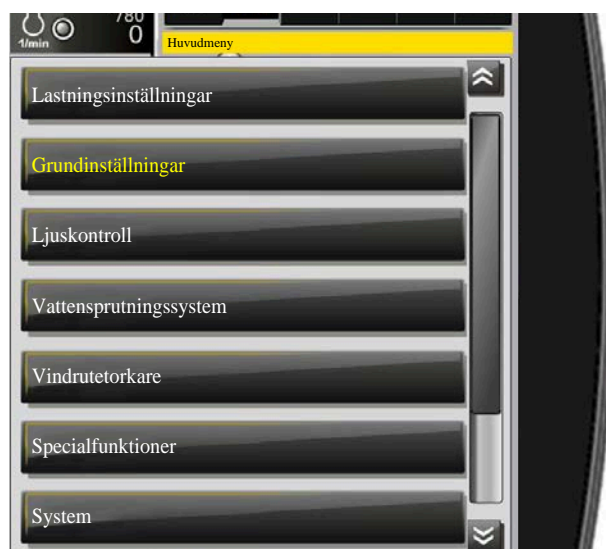 780
0
1/min
Huvudmeny
Lastningsinställningar
Grundinställningar
Ljuskontroll
Vattensprutningssystem
Vindrutetorkare
Specialfunktioner
System